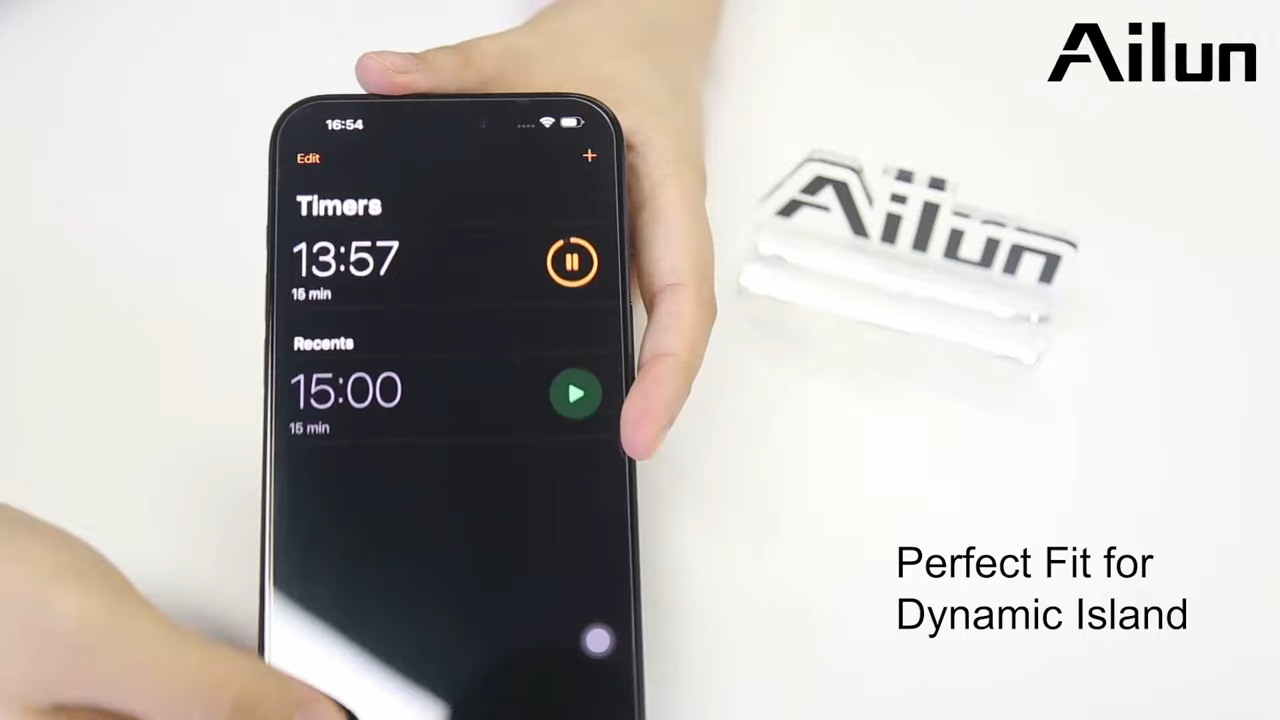 Ailun
16:54
Edit
+
Timers
13:57
15 min
Recents
15:00
15 min
Ailun
Perfect Fit for
Dynamic Island